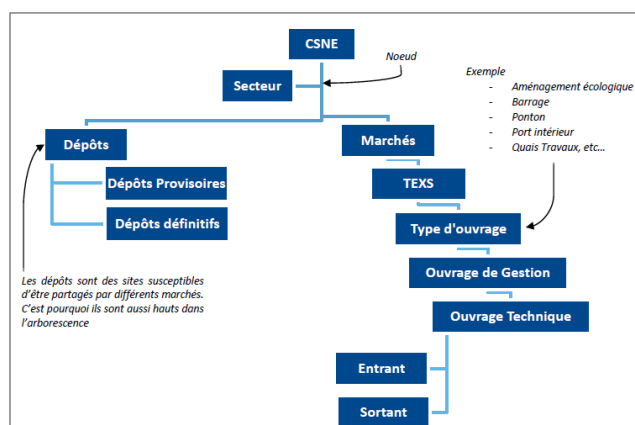 CSNE
Noeud
Secteur
Exemple
- Aménagement écologique
- Barrage
- Ponton
- Port intérieur
- Quais Travaux, etc...
Dépôts
Marchés
Dépôts Provisoires
TEXS
Dépôts définitifs
Type d'ouvrage
Ouvrage de Gestion
Les dépôts sont des sites susceptibles
d'être partagés par différents marchés.
C'est pourquoi ils sont aussi hauts dans
l'arborescence
Ouvrage Technique
Entrant
Sortant